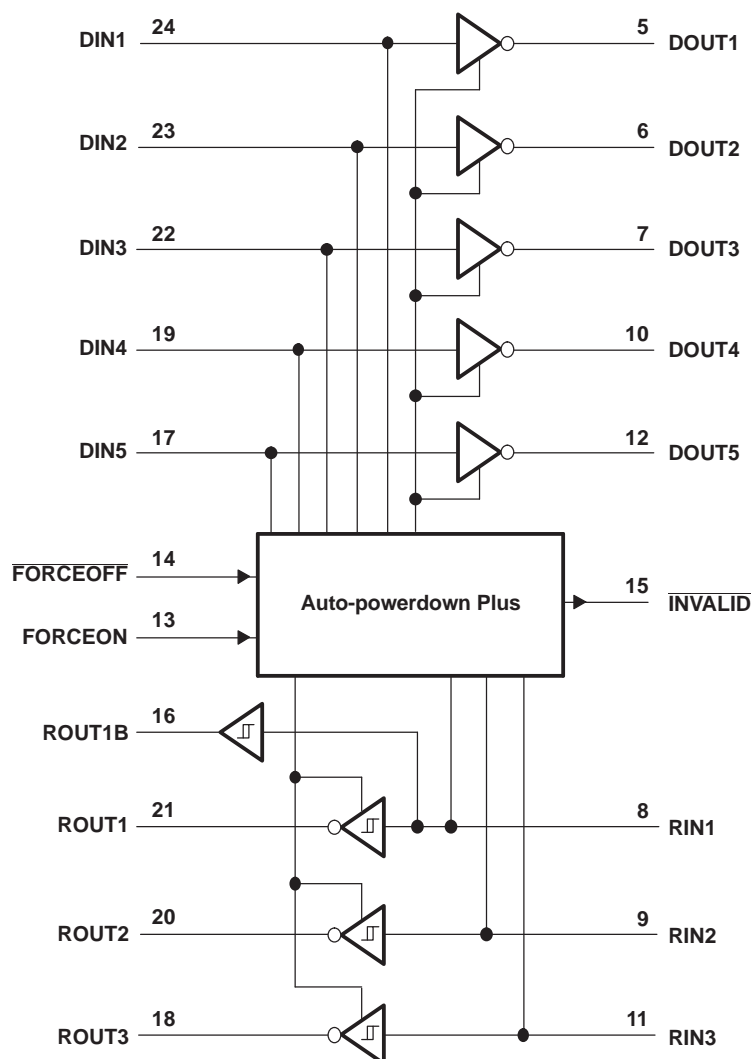 DIN1 24 5 DOUT1
DIN2 23 6 DOUT2
DIN3 22 7 DOUT3
DIN4 19 10 DOUT4
DIN5 17 12 DOUT5
FORCEOFF 14
Auto-powerdown Plus
15 INVALID
FORCEON 13
ROUT1B 16
ROUT1 21 8 RIN1
ROUT2 20 9 RIN2
ROUT3 18 11 RIN3